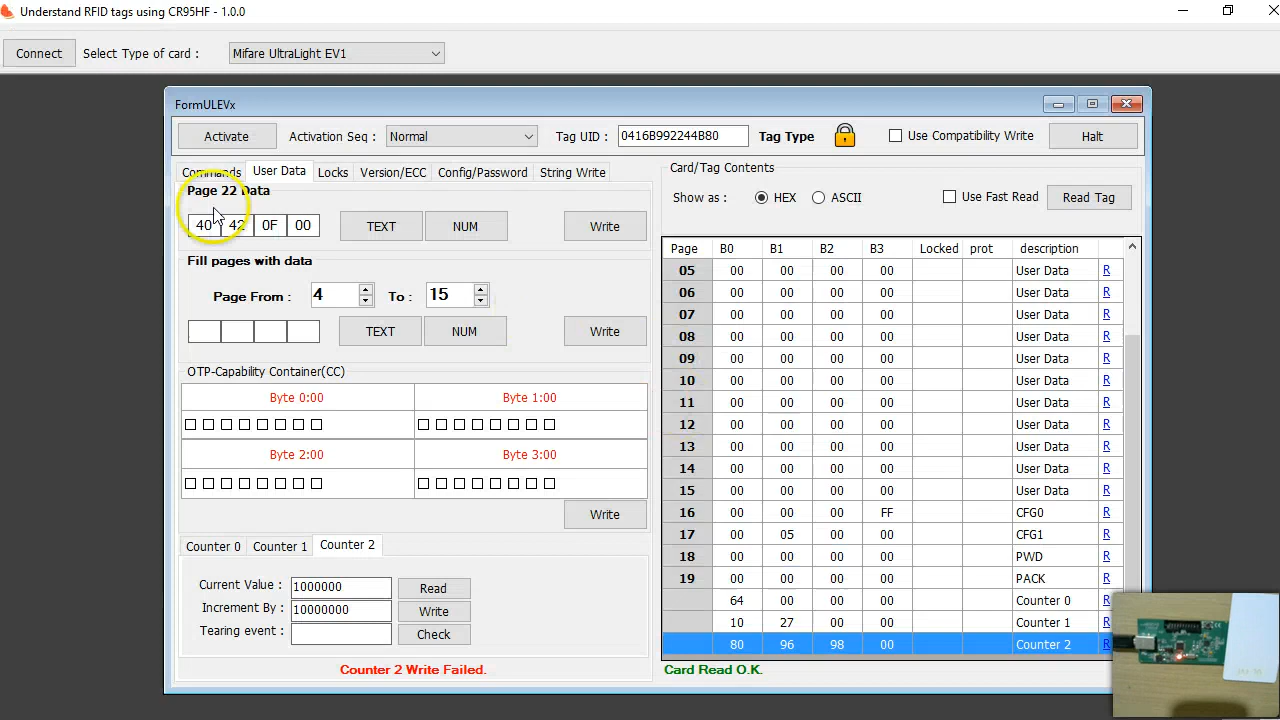 Understand RFID tags using CR95HF - 1.0.0
Connect Select Type of card : Mifare UltraLight EV1
FormULEVx
Activate Activation Seq : Normal Tag UID : 0416B992244B80 Tag Type Use Compatibility Write Halt
Commands User Data Locks Version/ECC Config/Password String Write
Page 22 Data
40 42 0F 00 TEXT NUM Write
Fill pages with data
Page From : 4 To : 15
TEXT NUM Write
OTP-Capability Container(CC)
Byte 0:00 Byte 1:00
Byte 2:00 Byte 3:00
Write
Counter 0 Counter 1 Counter 2
Current Value : 1000000 Read
Increment By : 10000000 Write
Tearing event : Check
Counter 2 Write Failed.
Card/Tag Contents
Show as : HEX ASCII Use Fast Read Read Tag
Page B0 B1 B2 B3 Locked prot description
05 00 00 00 00 User Data R
06 00 00 00 00 User Data R
07 00 00 00 00 User Data R
08 00 00 00 00 User Data R
09 00 00 00 00 User Data R
10 00 00 00 00 User Data R
11 00 00 00 00 User Data R
12 00 00 00 00 User Data R
13 00 00 00 00 User Data R
14 00 00 00 00 User Data R
15 00 00 00 00 User Data R
16 00 00 00 FF CFG0 R
17 00 05 00 00 CFG1 R
18 00 00 00 00 PWD R
19 00 00 00 00 PACK R
64 00 00 00 Counter 0 R
10 27 00 00 Counter 1 R
80 96 98 00 Counter 2 R
Card Read O.K.